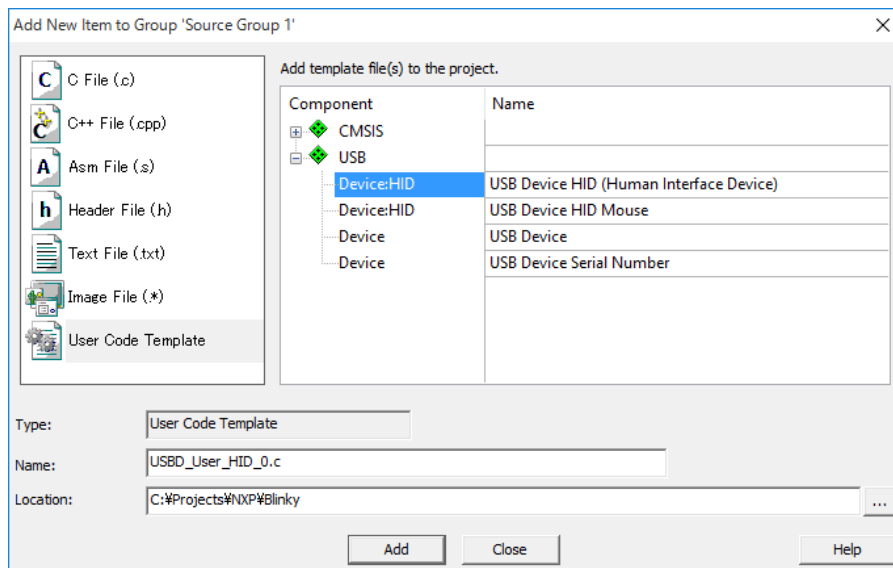 Add New Item to Group 'Source Group 1'
C File (.c)
C++ File (.cpp)
Asm File (.s)
Header File (.h)
Text File (.txt)
Image File (.*)
User Code Template
Add template file(s) to the project.
Component Name
CMSIS
USB
Device:HID USB Device HID (Human Interface Device)
Device:HID USB Device HID Mouse
Device USB Device
Device USB Device Serial Number
Type: User Code Template
Name: USBD_User_HID_0.c
Location: C:¥Projects¥NXP¥Blinky ...
Add Close Help